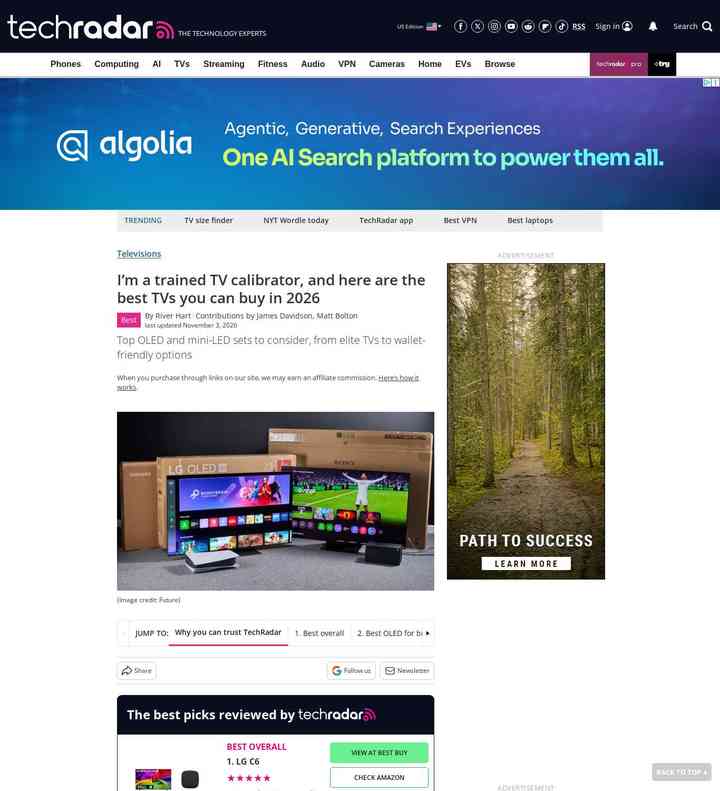 techradar
THE TECHNOLOGY EXPERTS
US Edition
RSS
Sign in
Search
Phones
Computing
AI
TVs
Streaming
Fitness
Audio
VPN
Cameras
Home
EVs
Browse
techradar pro
try
algolia
Agentic, Generative, Search Experiences
One AI Search platform to power them all.
TRENDING
TV size finder
NYT Wordle today
TechRadar app
Best VPN
Best laptops
Televisions
ADVERTISEMENT
I'm a trained TV calibrator, and here are the
best TVs you can buy in 2026
Best
By River Hart Contributions by James Davidson, Matt Bolton
last updated November 3, 2026
Top OLED and mini-LED sets to consider, from elite TVs to wallet-
friendly options
When you purchase through links on our site, we may earn an affiliate commission. Here's how it
works.
LG OLED
SONY
PATH TO SUCCESS
LEARN MORE
(Image credit: Future)
JUMP TO:
Why you can trust TechRadar
1. Best overall
2. Best OLED for bi
Share
Follow us
Newsletter
The best picks reviewed by techradar
BEST OVERALL
1. LG C6
VIEW AT BEST BUY
CHECK AMAZON
BACK TO TOP
ADVERTISEMENT